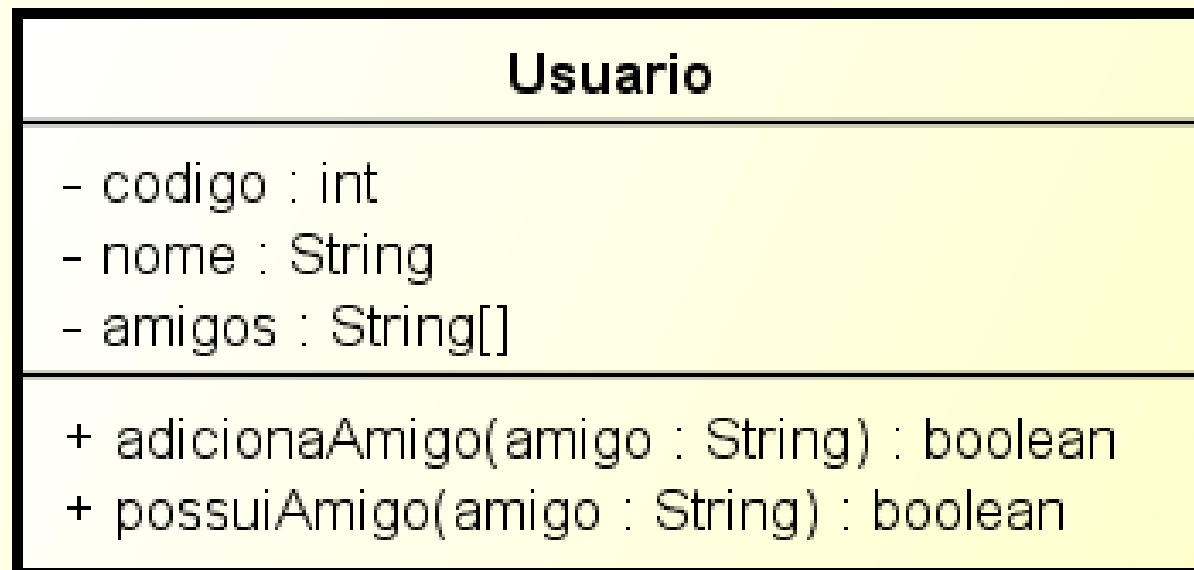 Usuario
- codigo : int
- nome : String
- amigos : String[]
+ adicionaAmigo(amigo : String) : boolean
+ possuiAmigo(amigo : String) : boolean